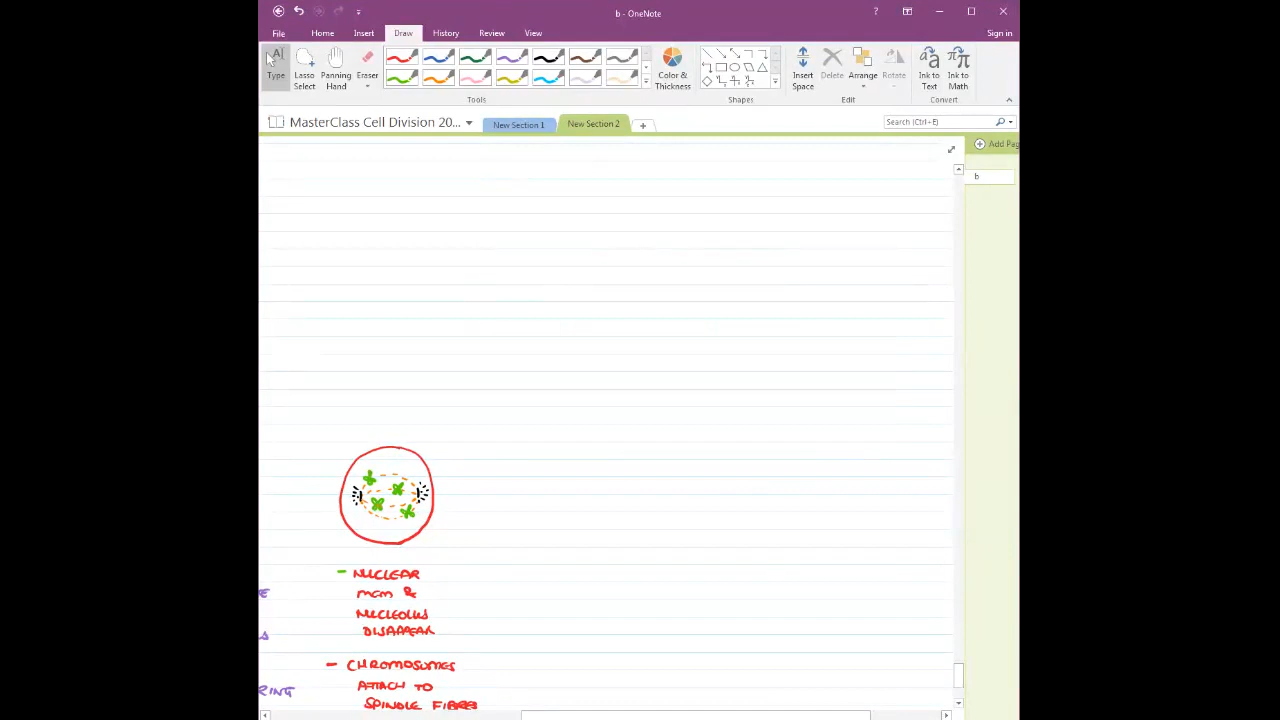 b - OneNote
? Sign in
File Home Insert Draw History Review View
Type
Lasso Select
Panning Hand
Eraser
Tools
Color & Thickness
Shapes
Insert Space
Delete
Arrange
Rotate
Edit
Ink to Text
Ink to Math
Convert
MasterClass Cell Division 20... New Section 1 New Section 2 + Search (Ctrl+E)
Add Pag
b
- NUCLEAR
MEM &
NUCLEOLUS
DISAPPEAR
- CHROMOSOMES
ATTACH TO
SPINDLE FIBRES
E
S
RING